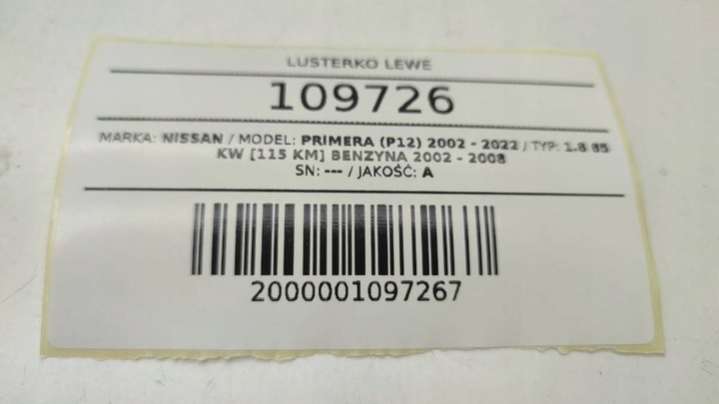 LUSTERKO LEWE
109726
MARKA: NISSAN / MODEL: PRIMERA (P12) 2002 - 2022 / TYP: 1.8 85
KW [115 KM] BENZYNA 2002 - 2008
SN: --- / JAKOŚĆ: A
2000001097267